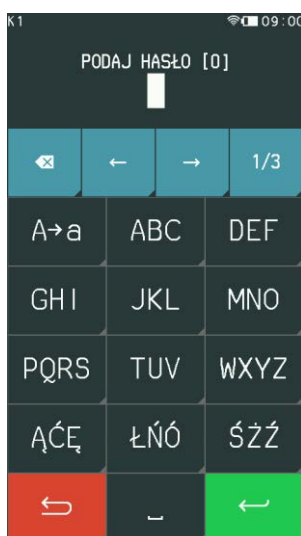 K1 09:00
PODAJ HASŁO [0]
← → 1/3
A→a ABC DEF
GHI JKL MNO
PQRS TUV WXYZ
ĄĆĘ ŁŃÓ ŚŻŹ